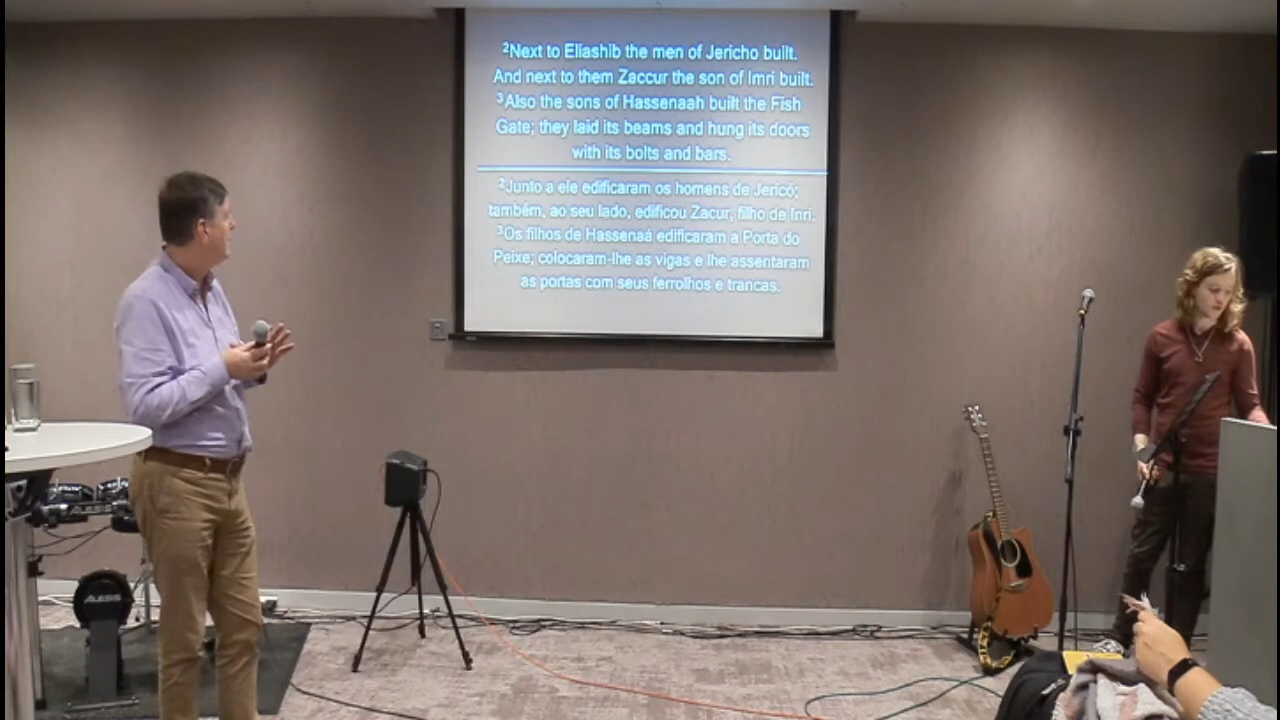 ²Next to Eliashib the men of Jericho built.
And next to them Zaccur the son of Imri built.
³Also the sons of Hassenaah built the Fish
Gate; they laid its beams and hung its doors
with its bolts and bars.
²Junto a ele edificaram os homens de Jericó;
também, ao seu lado, edificou Zacur, filho de Inri.
³Os filhos de Hassenaá edificaram a Porta do
Peixe; colocaram-lhe as vigas e lhe assentaram
as portas com seus ferrolhos e trancas.
ALESIS